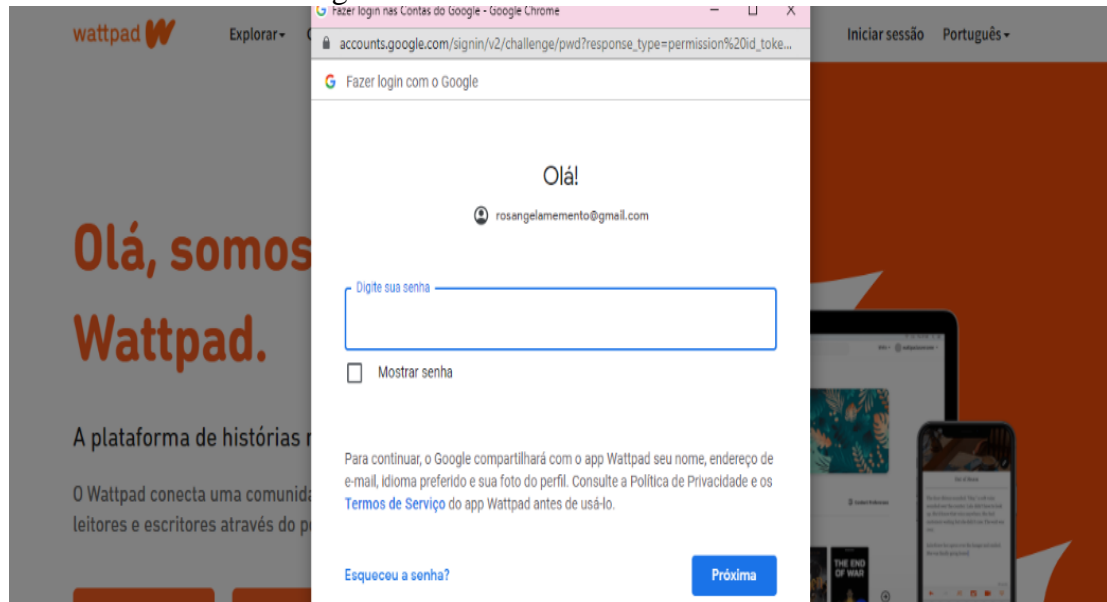 Fazer login nas Contas do Google - Google Chrome
accounts.google.com/signin/v2/challenge/pwd?response_type=permission%20id_toke...
wattpad
Explorar
Iniciar sessão
Português
Fazer login com o Google
Olá!
rosangelamemento@gmail.com
Olá, somos
Wattpad.
Digite sua senha
Mostrar senha
A plataforma de histórias
O Wattpad conecta uma
leitores e escritores através do
Para continuar, o Google compartilhará com o app Wattpad seu nome, endereço de
e-mail, idioma preferido e sua foto do perfil. Consulte a Política de Privacidade e os
Termos de Serviço do app Wattpad antes de usá-lo.
Esqueceu a senha?
Próxima
THE END
OF WAR